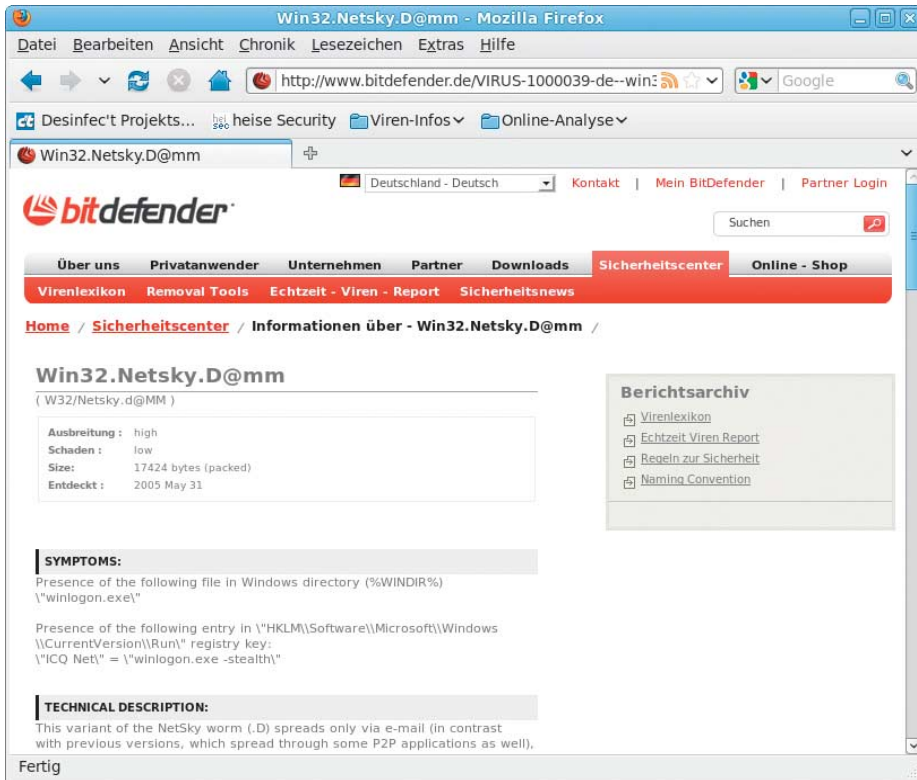 Win32.Netsky.D@mm - Mozilla Firefox
Datei Bearbeiten Ansicht Chronik Lesezeichen Extras Hilfe
http://www.bitdefender.de/VIRUS-1000039-de--win3
Google
Desinfec't Projekts... heise Security Viren-Infos Online-Analyse
Win32.Netsky.D@mm
Deutschland - Deutsch Kontakt | Mein BitDefender | Partner Login
bitdefender
Suchen
Über uns Privatanwender Unternehmen Partner Downloads Sicherheitscenter Online - Shop
Virenlexikon Removal Tools Echtzeit - Viren - Report Sicherheitsnews
Home / Sicherheitscenter / Informationen über - Win32.Netsky.D@mm /
Win32.Netsky.D@mm
( W32/Netsky.d@MM )
Ausbreitung : high
Schaden : low
Size: 17424 bytes (packed)
Entdeckt : 2005 May 31
Berichtsarchiv
Virenlexikon
Echtzeit Viren Report
Regeln zur Sicherheit
Naming Convention
SYMPTOMS:
Presence of the following file in Windows directory (%WINDIR%)
\"winlogon.exe\"
Presence of the following entry in \"HKLM\\Software\\Microsoft\\Windows
\\CurrentVersion\\Run\" registry key:
\"ICQ Net\" = \"winlogon.exe -stealth\"
TECHNICAL DESCRIPTION:
This variant of the NetSky worm (.D) spreads only via e-mail (in contrast
with previous versions, which spread through some P2P applications as well),
Fertig